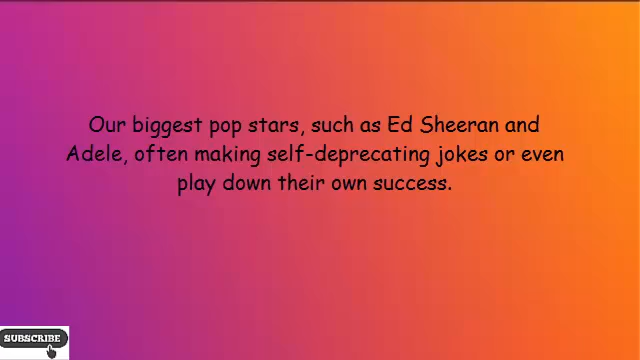 Our biggest pop stars, such as Ed Sheeran and
Adele, often making self-deprecating jokes or even
play down their own success.
SUBSCRIBE